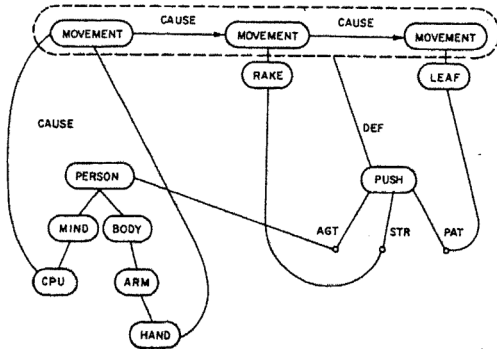 CAUSE
CAUSE
MOVEMENT
MOVEMENT
MOVEMENT
RAKE
LEAF
CAUSE
DEF
PERSON
PUSH
MIND
BODY
AGT
STR
PAT
CPU
ARM
HAND